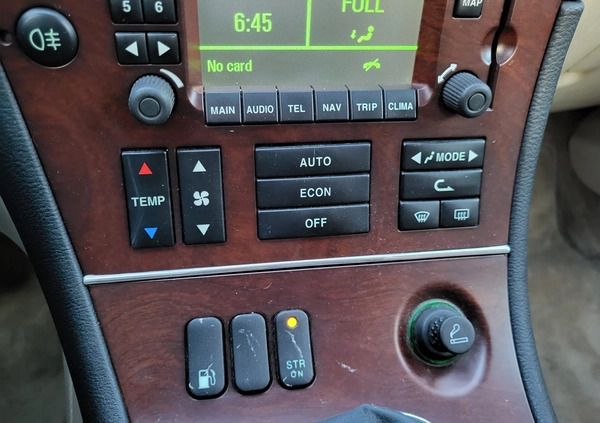 5 6
MAP
6:45 FULL
No card
MAIN AUDIO TEL NAV TRIP CLIMA
AUTO
MODE
TEMP
ECON
OFF
STR
ON